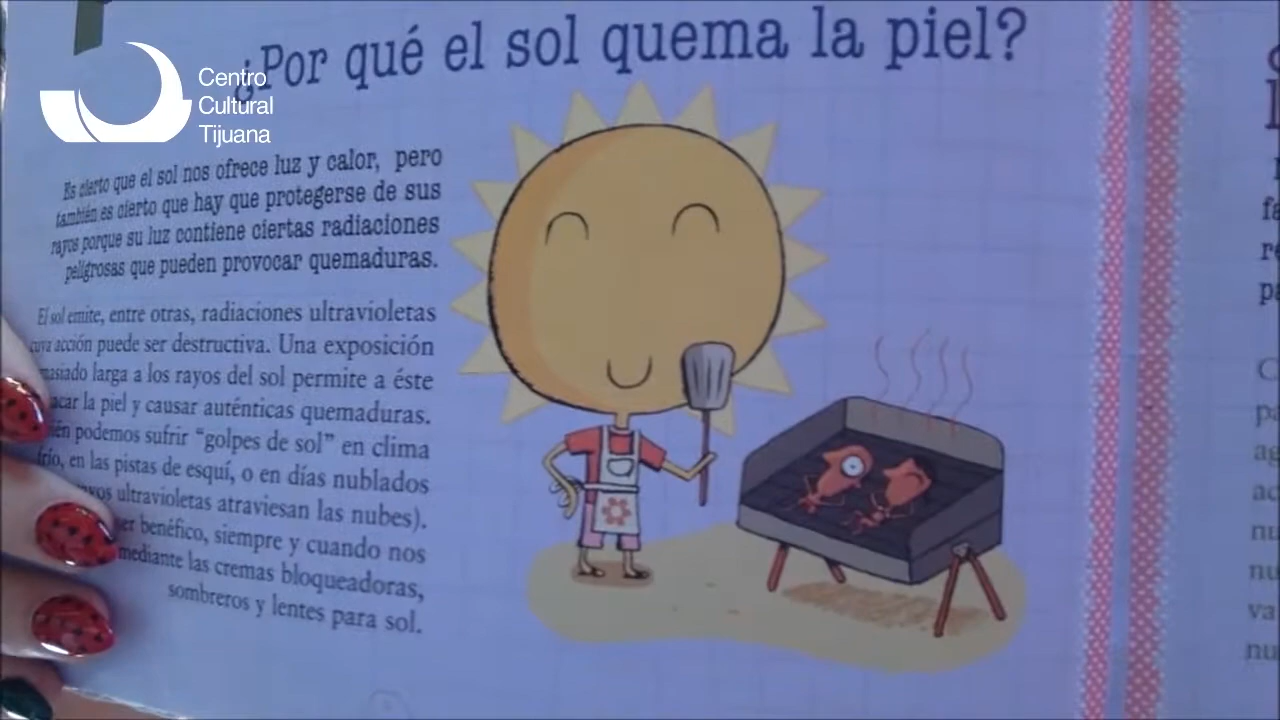 ¿Por qué el sol quema la piel?
Centro
Cultural
Tijuana
Es cierto que el sol nos ofrece luz y calor, pero
también es cierto que hay que protegerse de sus
rayos porque su luz contiene ciertas radiaciones
peligrosas que pueden provocar quemaduras.
El sol emite, entre otras, radiaciones ultravioletas
cuya acción puede ser destructiva. Una exposición
larga a los rayos del sol permite a éste
la piel y causar auténticas quemaduras.
podemos sufrir "golpes de sol" en clima
frío, en las pistas de esquí, o en días nublados
ultravioletas atraviesan las nubes).
benéfico, siempre y cuando nos
mediante las cremas bloqueadoras,
sombreros y lentes para sol.